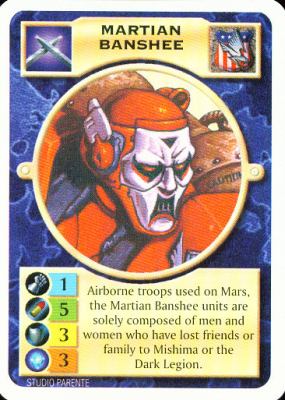 MARTIAN
BANSHEE
CAUTION
1
5
3
3
Airborne troops used on Mars,
the Martian Banshee units are
solely composed of men and
women who have lost friends or
family to Mishima or the
Dark Legion.
STUDIO PARENTE